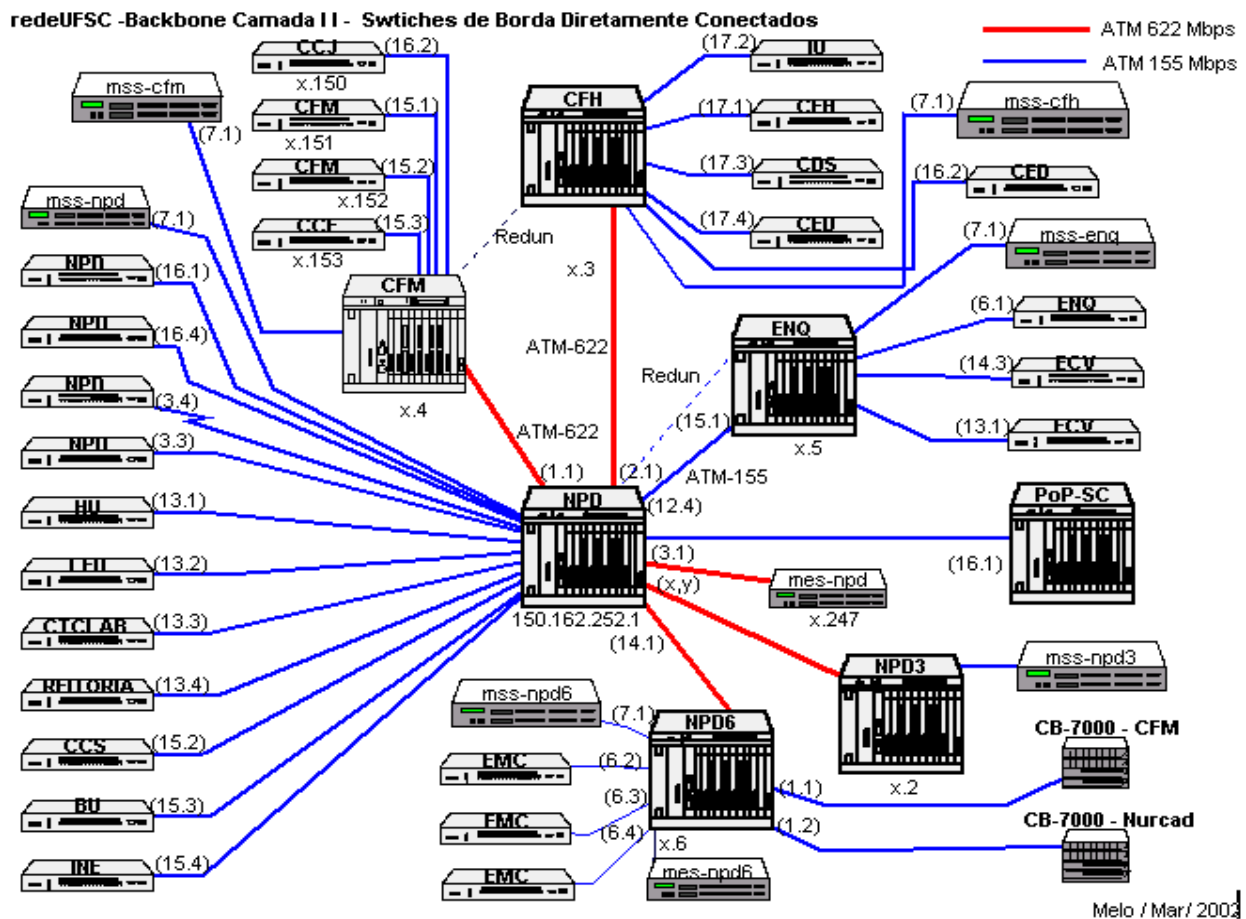 redeUFSC -Backbone Camada I I -  Swtiches de Borda Diretamente Conectados
ATM 622 Mbps
ATM 155 Mbps
CCJ
(16.2)
x.150
mss-cfm
(7.1)
CFM
(15.1)
x.151
CFM
(15.2)
x.152
CCE
(15.3)
x.153
CFM
x.4
CFH
x.3
Redun
(17.2)
IU
(17.1)
CFH
(17.3)
CDS
(17.4)
CED
(7.1)
mss-cfh
(16.2)
CED
(7.1)
mss-enq
(6.1)
ENQ
(14.3)
ECV
(13.1)
ECV
ENQ
x.5
Redun
(15.1)
ATM-622
ATM-622
ATM-155
(1.1)
(2.1)
(12.4)
mss-npd
(7.1)
NPD
(16.1)
NPD
(16.4)
NPD
(3.4)
NPD
(3.3)
HU
(13.1)
CED
(13.2)
CTCLAB
(13.3)
REITORIA
(13.4)
CCS
(15.2)
BU
(15.3)
INE
(15.4)
NPD
150.162.252.1
(14.1)
(3.1)
(x,y)
PoP-SC
(16.1)
mes-npd
x.247
NPD3
x.2
mss-npd3
mss-npd6
(7.1)
NPD6
x.6
EMC
(6.2)
EMC
(6.3)
EMC
(6.4)
mes-npd6
(1.1)
(1.2)
CB-7000 - CFM
CB-7000 - Nurcad
Melo / Mar/ 2002